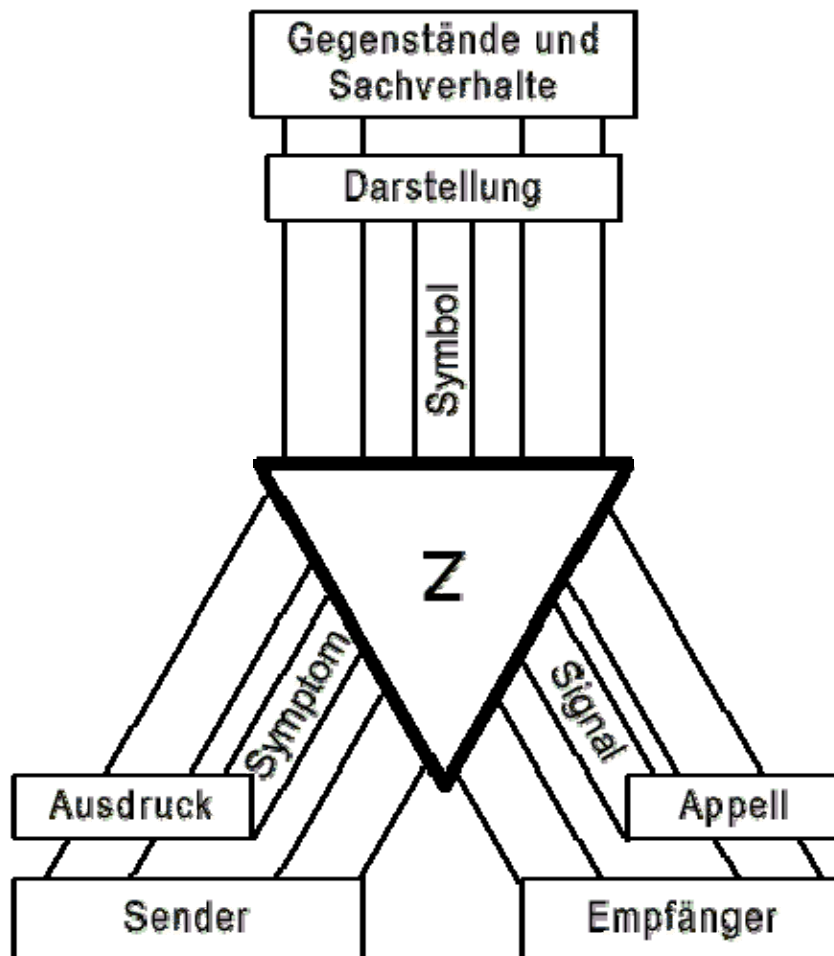 Gegenstände und
Sachverhalte
Darstellung
Symbol
Z
Symptom
Signal
Ausdruck
Appell
Sender
Empfänger